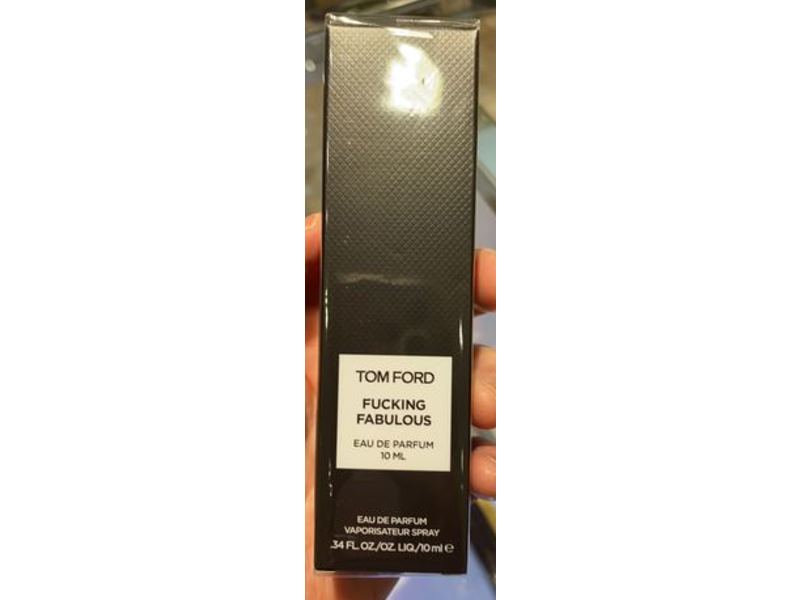 TOM FORD
FUCKING
FABULOUS
EAU DE PARFUM
10 ML
EAU DE PARFUM
VAPORISATEUR SPRAY
.34 FL. OZ./OZ. LIQ./10 ml ℮